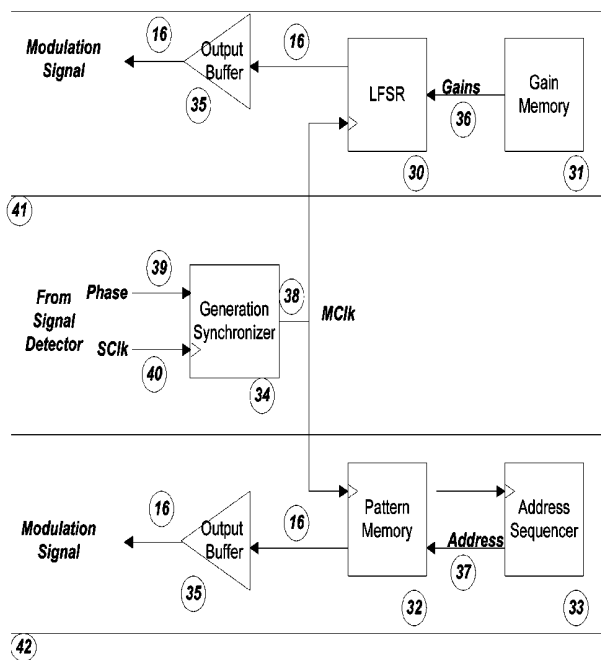 16
16
Modulation
Signal
Output
Buffer
35
LFSR
Gains
36
Gain
Memory
30
31
41
39
Phase
From
Signal
Detector
SClk
40
Generation
Synchronizer
34
38
MClk
16
16
Modulation
Signal
Output
Buffer
35
Pattern
Memory
Address
37
Address
Sequencer
32
33
42